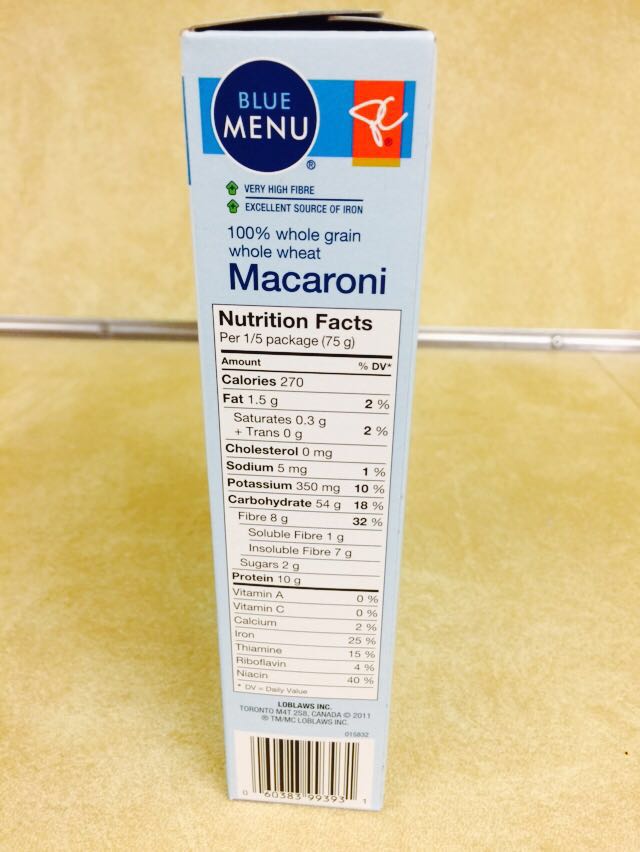 BLUE
MENU
PC
®
®
VERY HIGH FIBRE
EXCELLENT SOURCE OF IRON
100% whole grain
whole wheat
Macaroni
Nutrition Facts
Per 1/5 package (75 g)
Amount % DV*
Calories 270
Fat 1.5 g 2 %
Saturates 0.3 g
+ Trans 0 g 2 %
Cholesterol 0 mg
Sodium 5 mg 1 %
Potassium 350 mg 10 %
Carbohydrate 54 g 18 %
Fibre 8 g 32 %
Soluble Fibre 1 g
Insoluble Fibre 7 g
Sugars 2 g
Protein 10 g
Vitamin A 0 %
Vitamin C 0 %
Calcium 2 %
Iron 25 %
Thiamine 15 %
Riboflavin 4 %
Niacin 40 %
* DV = Daily Value
LOBLAWS INC.
TORONTO M4T 2S8, CANADA © 2011
® TM/MC LOBLAWS INC.
015832
0 60383 99393 1